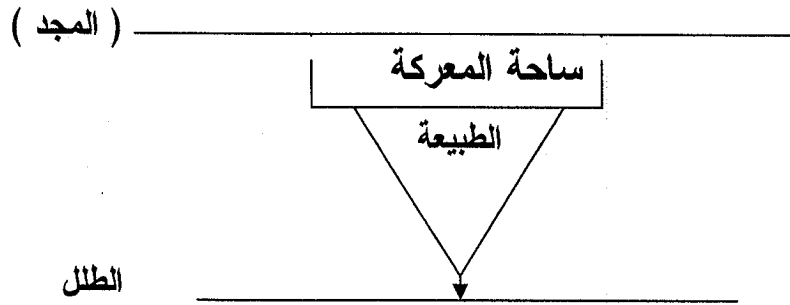 ( المجد )
ساحة المعركة
الطبيعة
الطلل